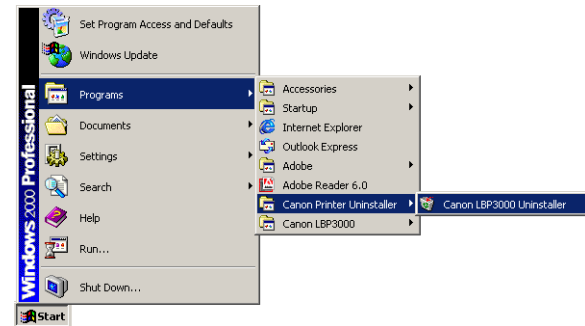 Set Program Access and Defaults
Windows Update
Programs
Documents
Settings
Search
Help
Run...
Shut Down...
Windows 2000 Professional
Start
Accessories
Startup
Internet Explorer
Outlook Express
Adobe
Adobe Reader 6.0
Canon Printer Uninstaller
Canon LBP3000
Canon LBP3000 Uninstaller